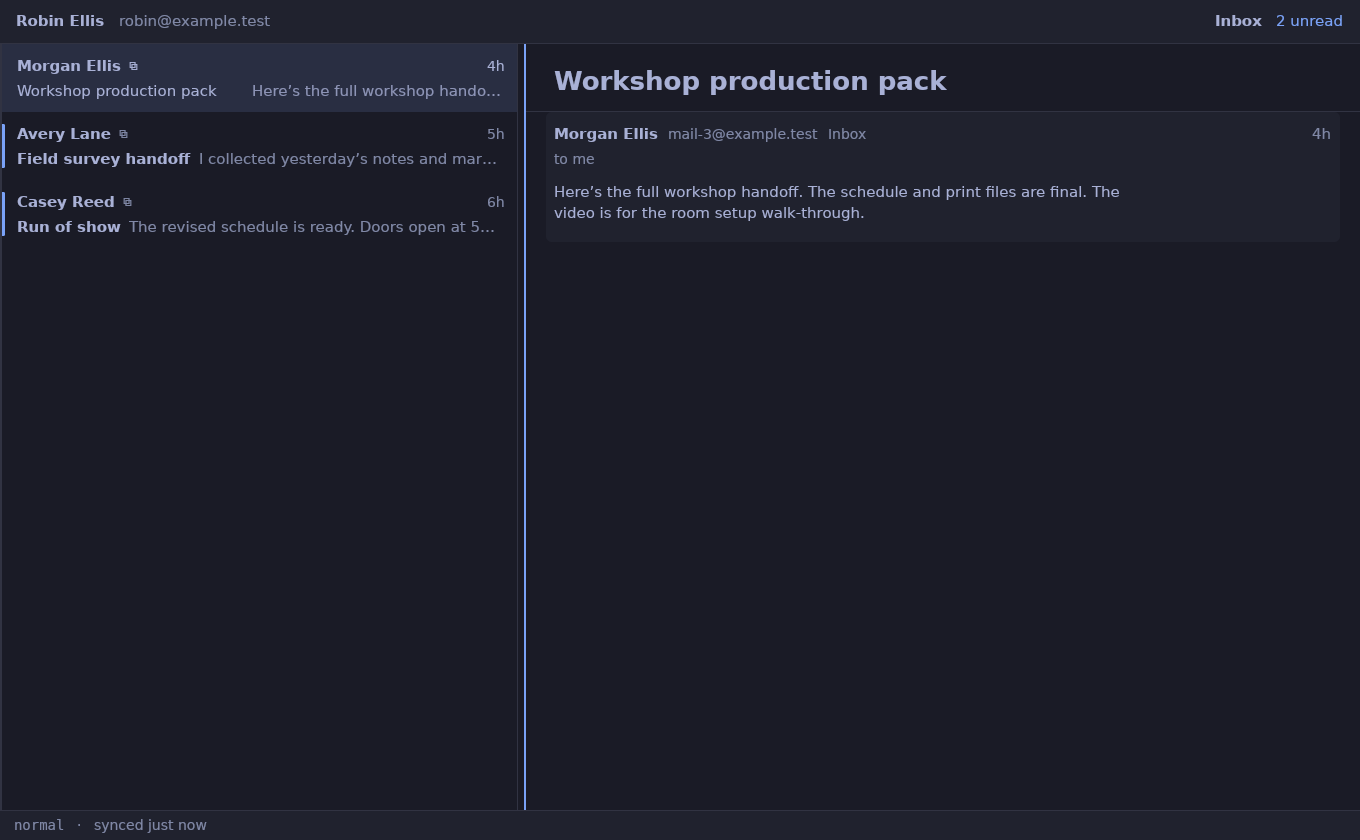 Robin Ellis robin@example.test Inbox 2 unread
Morgan Ellis 4h
Workshop production pack Here’s the full workshop hando…
Avery Lane 5h
Field survey handoff I collected yesterday’s notes and mar…
Casey Reed 6h
Run of show The revised schedule is ready. Doors open at 5…
Workshop production pack
Morgan Ellis mail-3@example.test Inbox 4h
to me
Here’s the full workshop handoff. The schedule and print files are final. The
video is for the room setup walk-through.
normal · synced just now